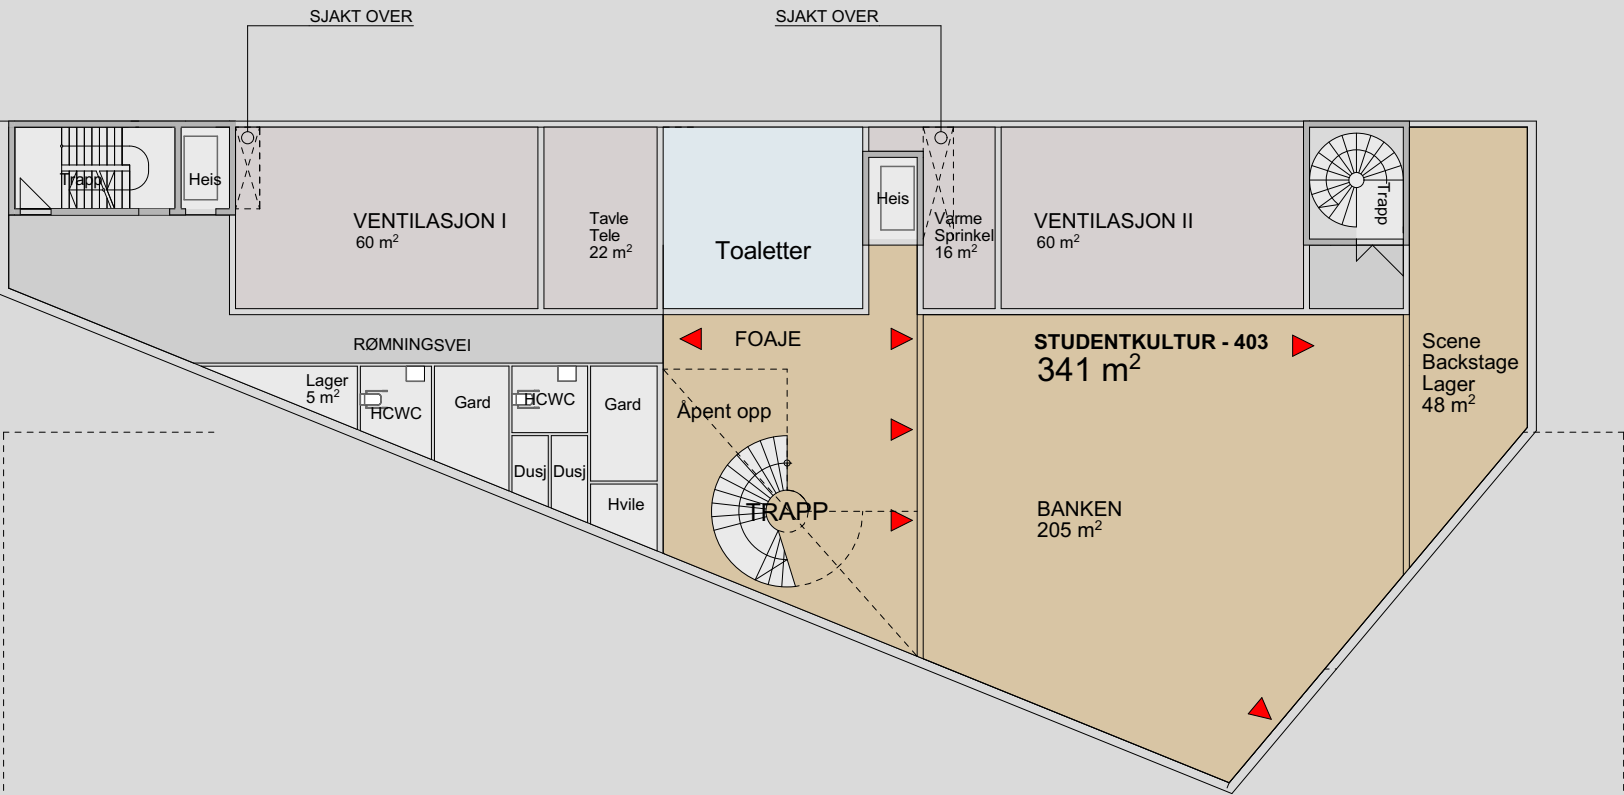 SJAKT OVER
SJAKT OVER
Trapp
Heis
VENTILASJON I
60 m²
Tavle
Tele
22 m²
Toaletter
Heis
Varme
Sprinkel
16 m²
VENTILASJON II
60 m²
Trapp
RØMNINGSVEI
FOAJE
STUDENTKULTUR - 403
341 m²
Scene
Backstage
Lager
48 m²
Lager
5 m²
HCWC
Gard
HCWC
Gard
Åpent opp
Dusj
Dusj
Hvile
TRAPP
BANKEN
205 m²